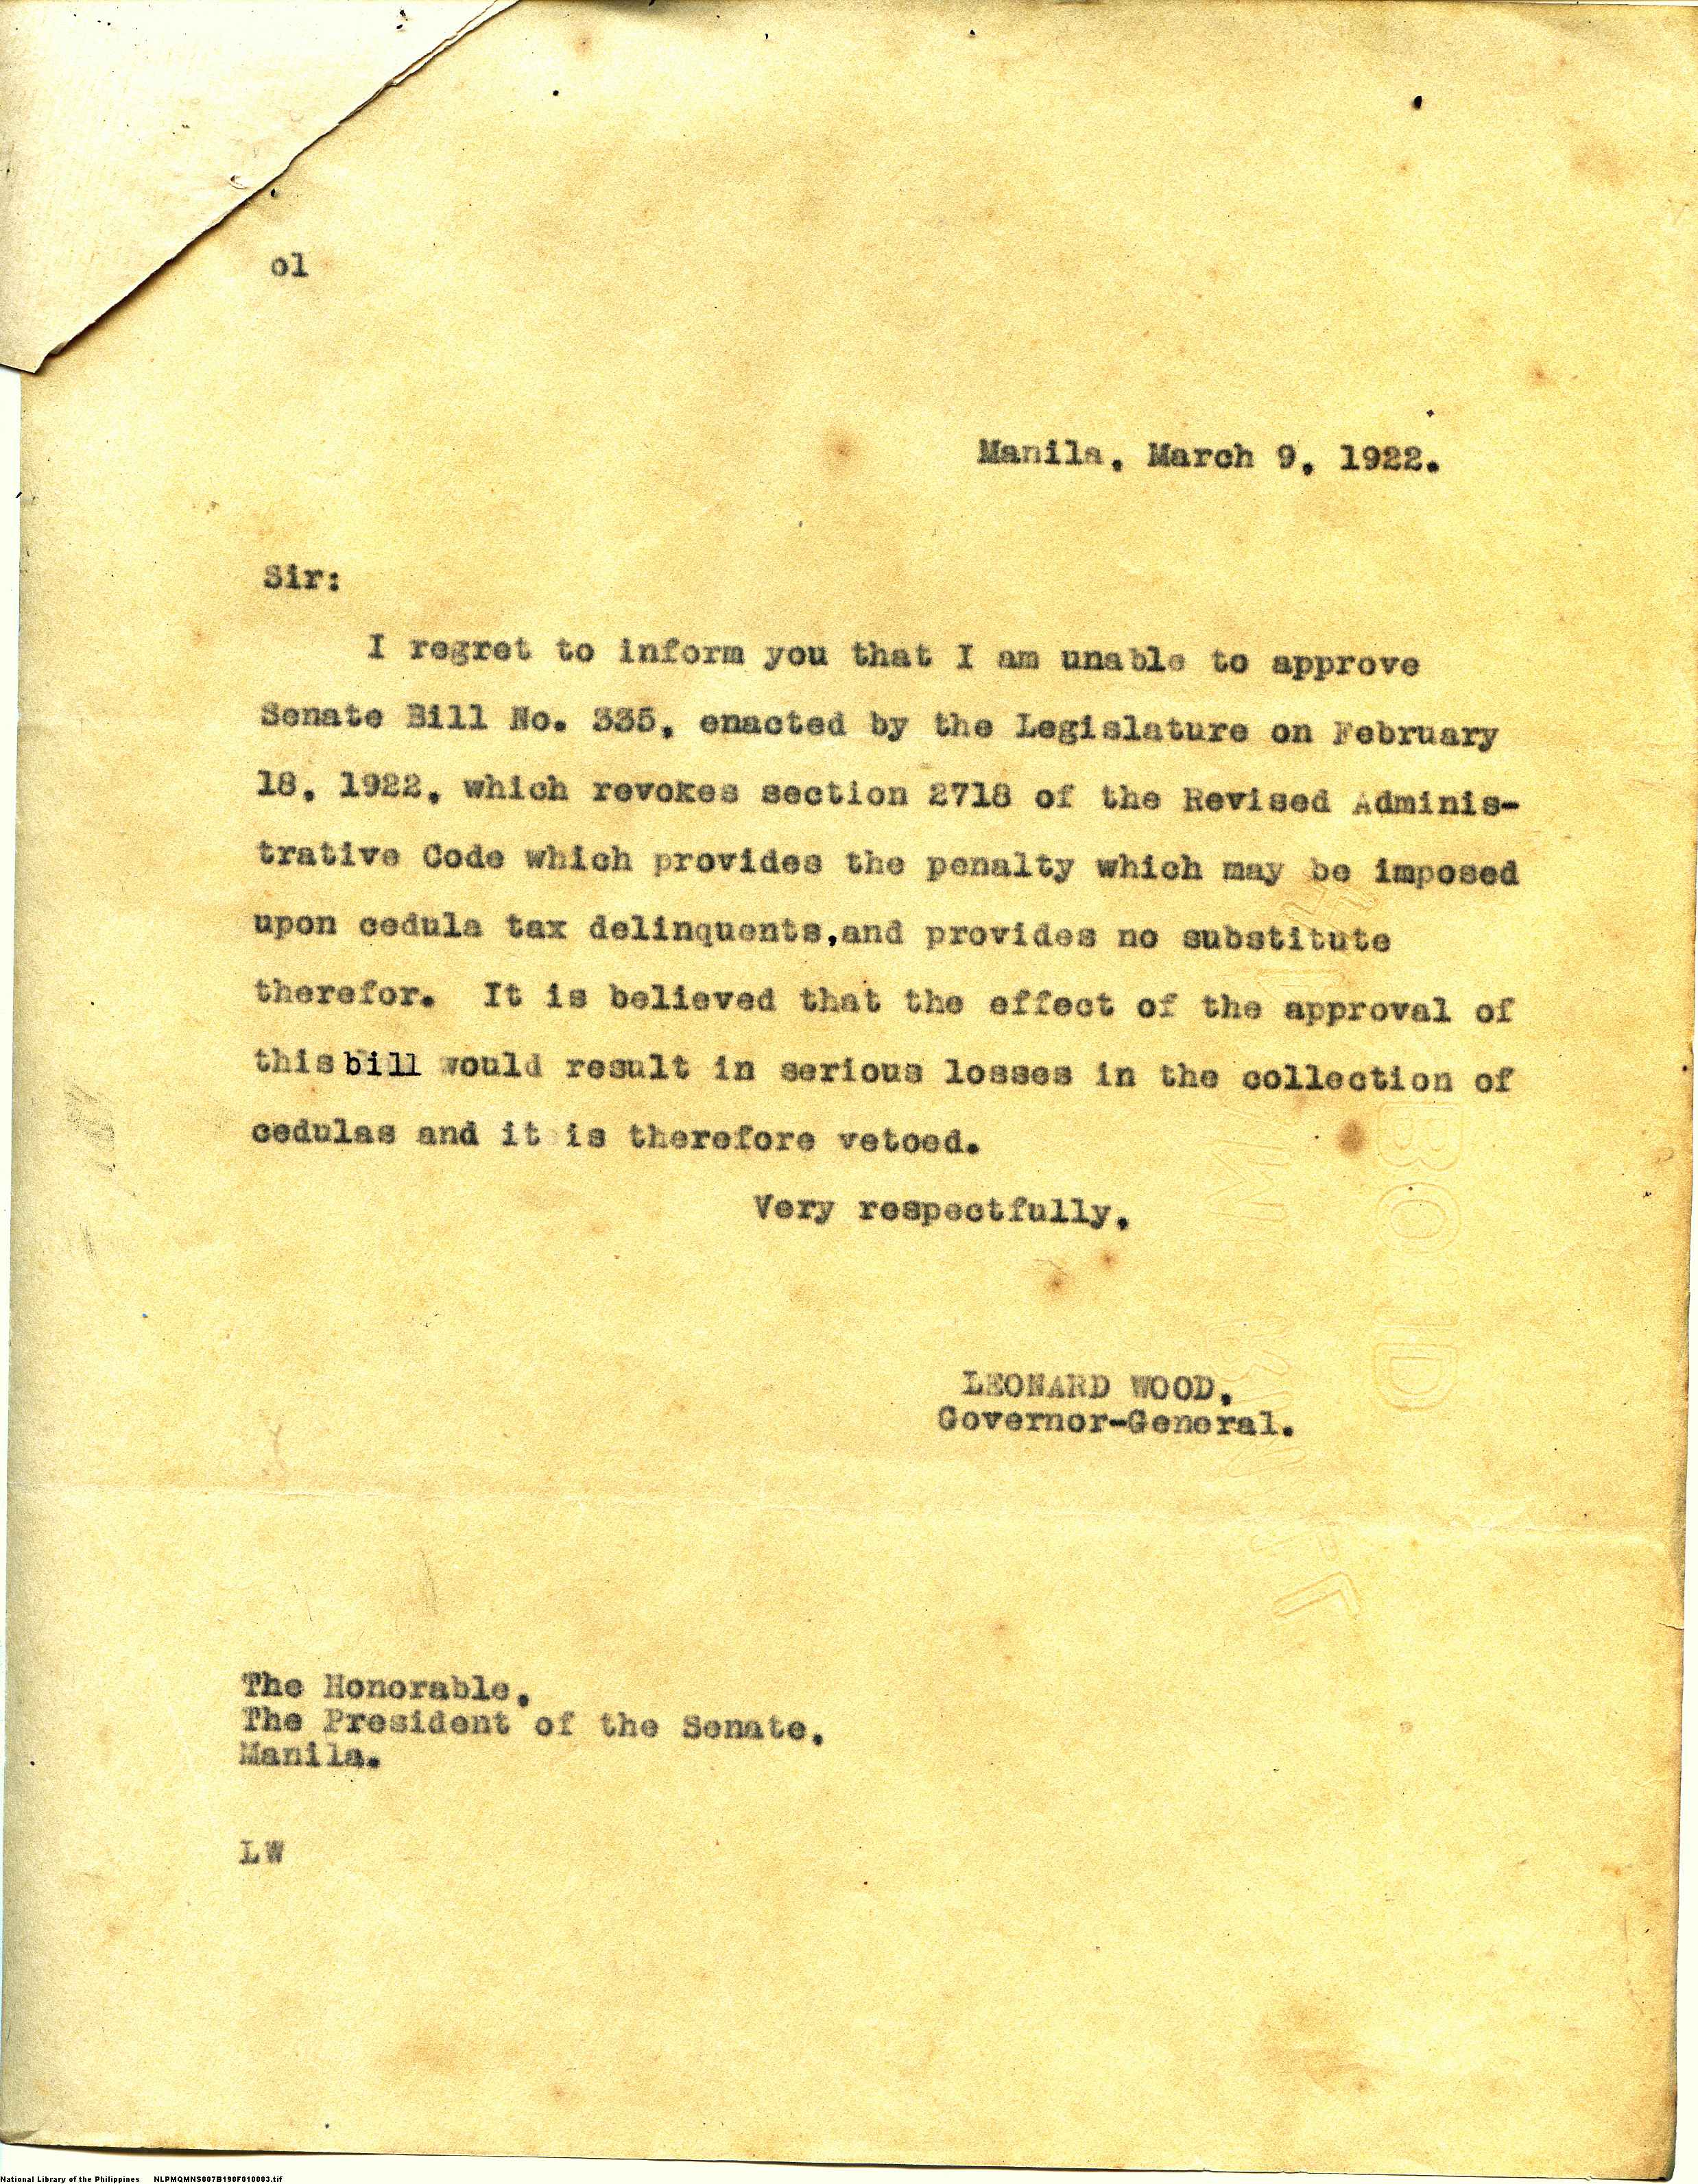 ol
Manila, March 9, 1922.
Sir:
I regret to inform you that I am unable to approve
Senate Bill No. 335, enacted by the Legislature on February
18, 1922, which revokes section 2718 of the Revised Adminis-
trative Code which provides the penalty which may be imposed
upon cedula tax delinquents,and provides no substitute
therefor. It is believed that the effect of the approval of
this bill would result in serious losses in the collection of
cedulas and it is therefore vetoed.
Very respectfully,
LEONARD WOOD,
Governor-General.
The Honorable,
The President of the Senate,
Manila.
LW
BOND
National Library of the Philippines NLPMQMNS007B190F010003.tif